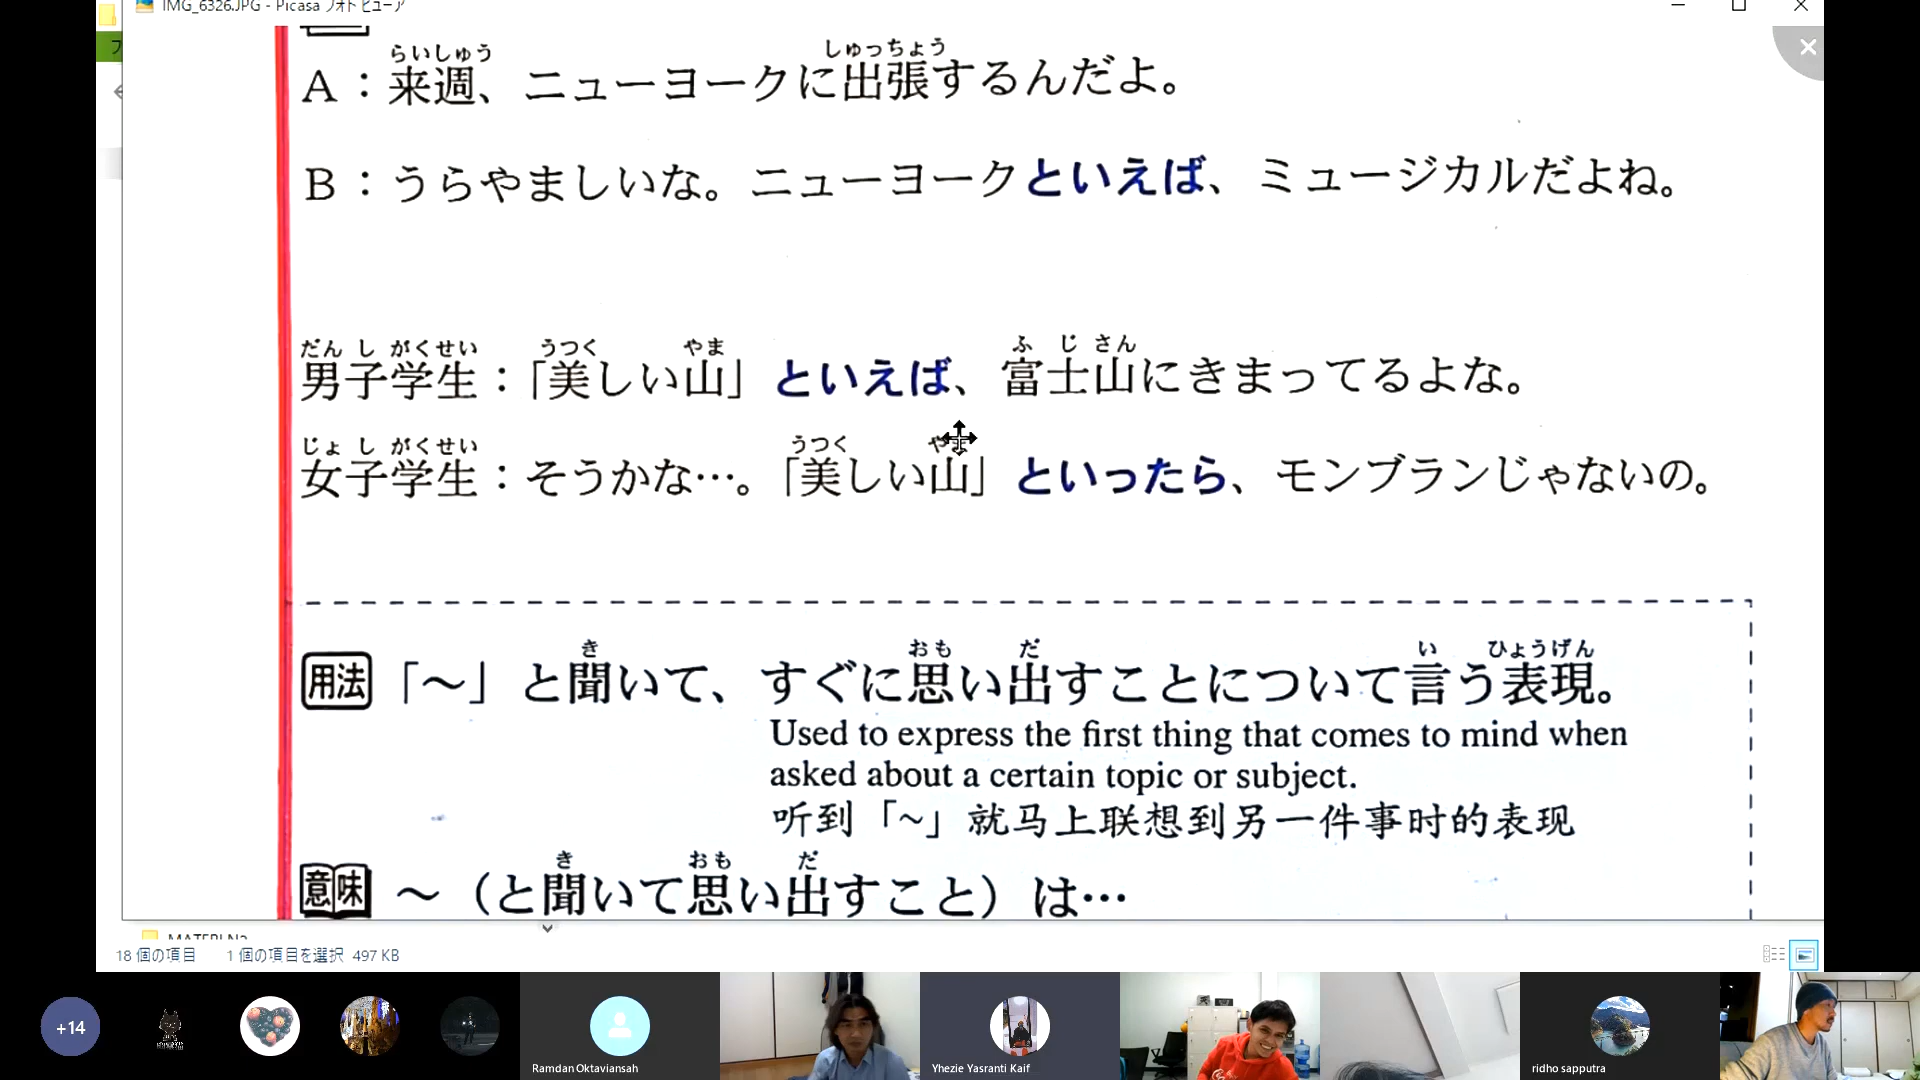 IMG_6326.JPG - Picasa フォト ビューア
らいしゅう しゅっちょう
A：来週、ニューヨークに出張するんだよ。
B：うらやましいな。ニューヨークといえば、ミュージカルだよね。
だん し がくせい うつく やま ふ じ さん
男子学生：「美しい山」といえば、富士山にきまってるよな。
じょ し がくせい うつく
女子学生：そうかな…。「美しい山」といったら、モンブランじゃないの。
き おも だ い ひょうげん
用法 「～」と聞いて、すぐに思い出すことについて言う表現。
Used to express the first thing that comes to mind when
asked about a certain topic or subject.
听到「~」就马上联想到另一件事时的表现
き おも だ
意味 ～（と聞いて思い出すこと）は…
18 個の項目 1 個の項目を選択 497 KB
+14
Ramdan Oktaviansah
Yhezie Yasranti Kaif
ridho sapputra